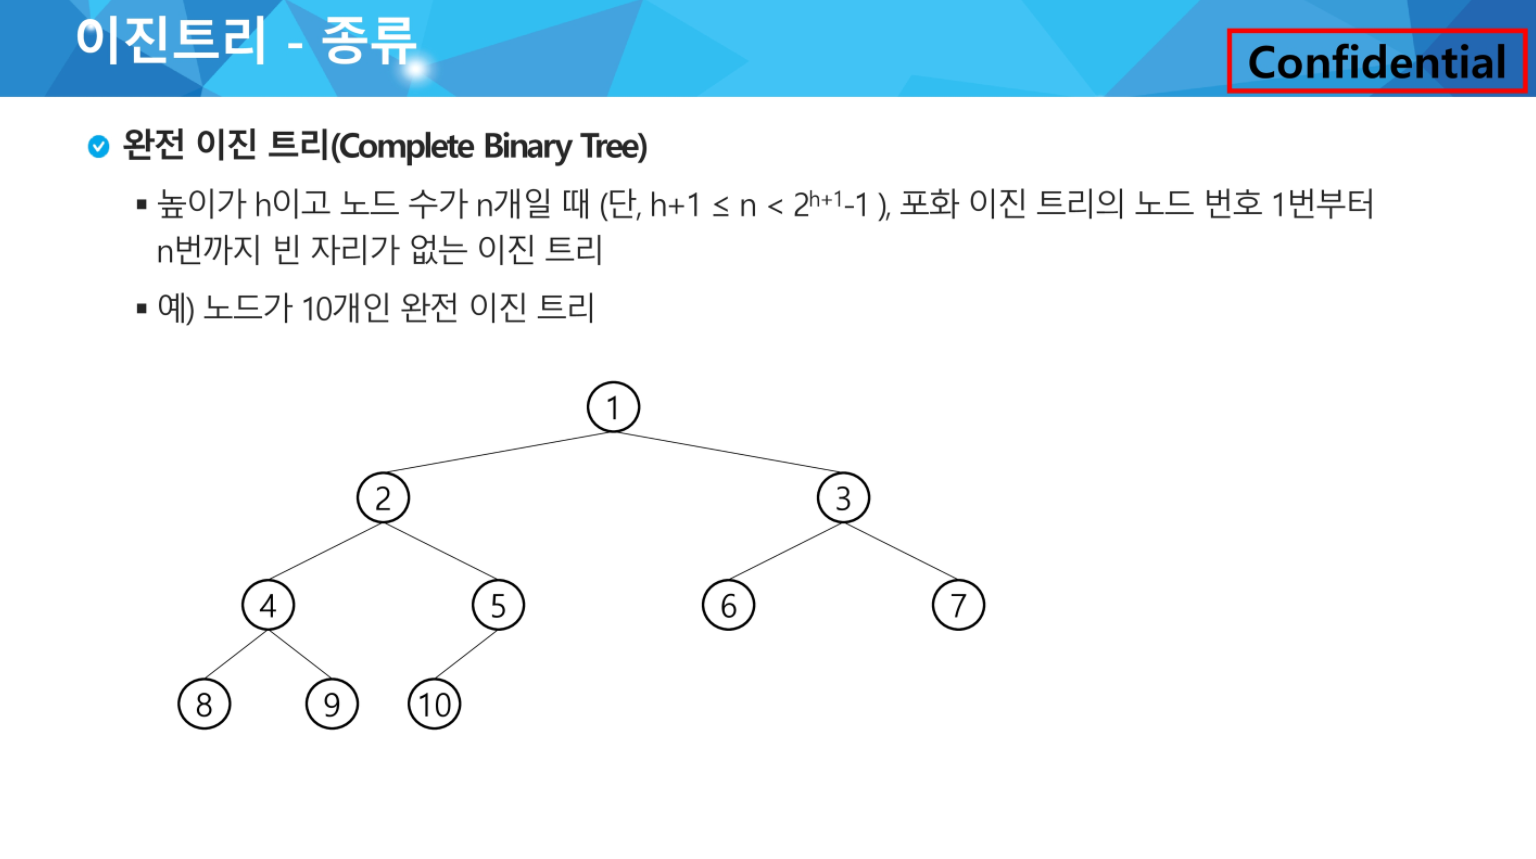 이진트리 - 종류
Confidential
완전 이진 트리(Complete Binary Tree)
▪ 높이가 h이고 노드 수가 n개일 때 (단, h+1 ≤ n < 2ʰ⁺¹-1 ), 포화 이진 트리의 노드 번호 1번부터
n번까지 빈 자리가 없는 이진 트리
▪ 예) 노드가 10개인 완전 이진 트리
1
2 3
4 5 6 7
8 9 10